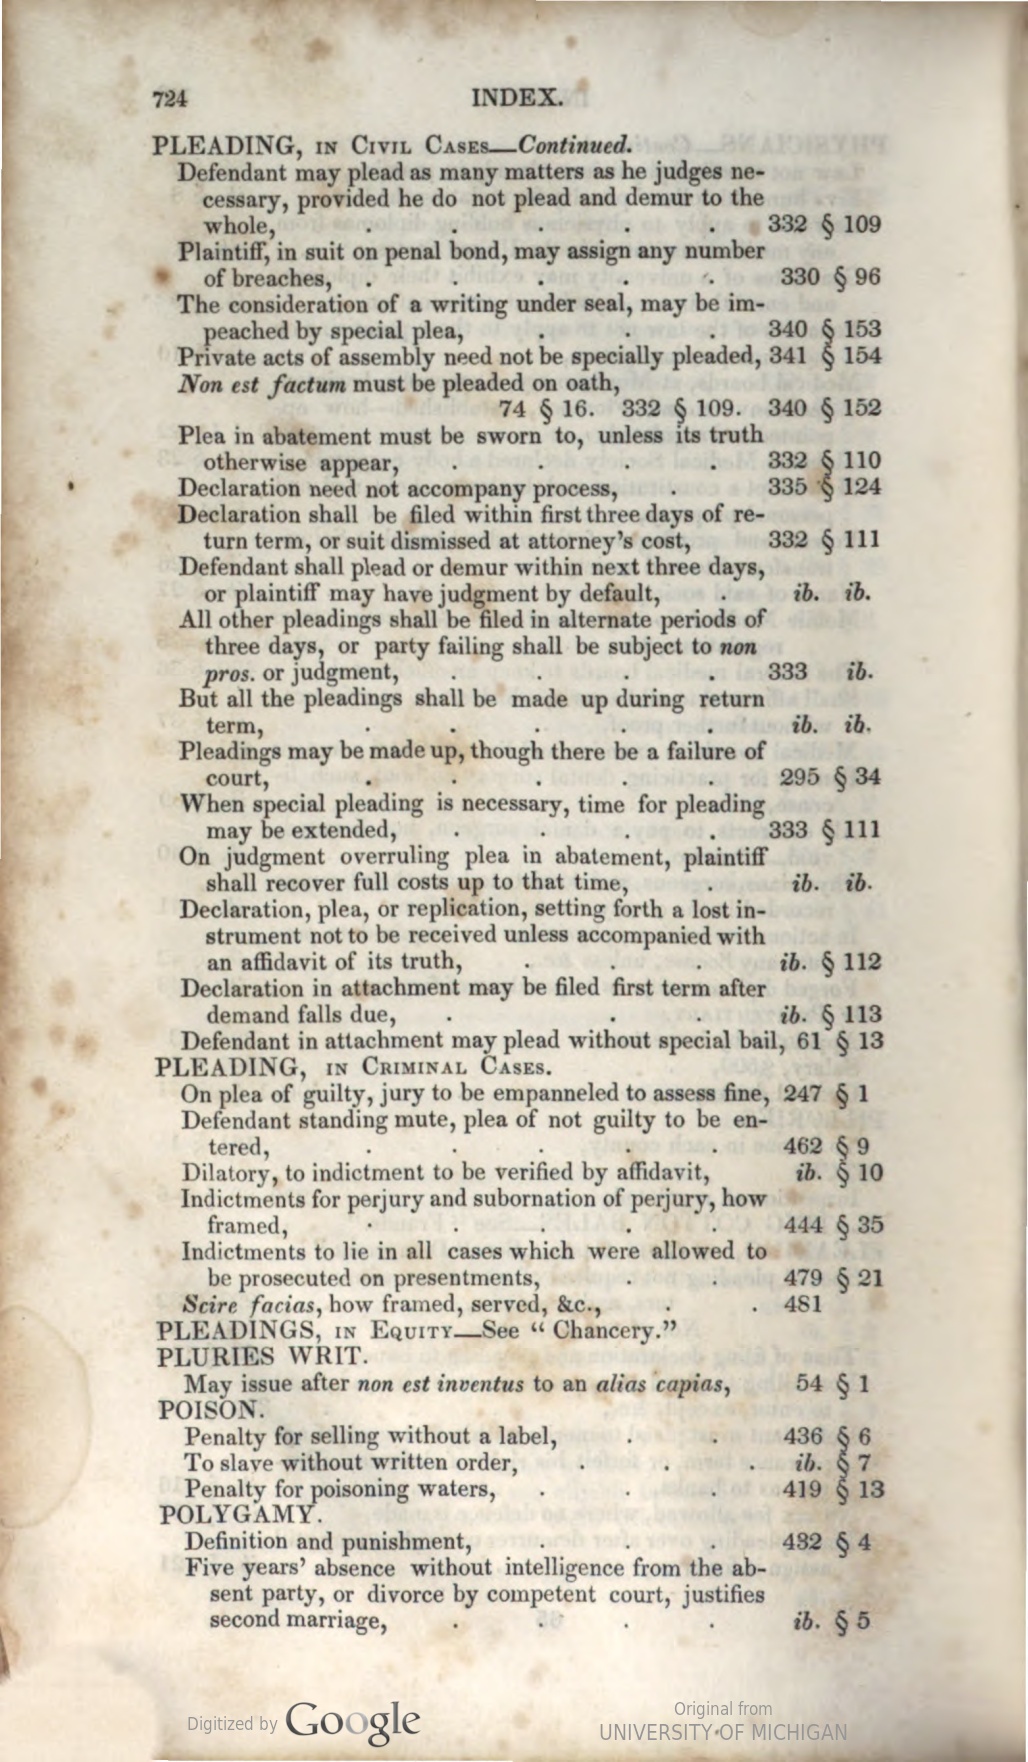 724 INDEX.
PLEADING, IN CIVIL CASES—Continued.
Defendant may plead as many matters as he judges ne-
cessary, provided he do not plead and demur to the
whole, . . . . . 332 § 109
Plaintiff, in suit on penal bond, may assign any number
of breaches, . . . . . 330 § 96
The consideration of a writing under seal, may be im-
peached by special plea, . . . 340 § 153
Private acts of assembly need not be specially pleaded, 341 § 154
Non est factum must be pleaded on oath,
74 § 16. 332 § 109. 340 § 152
Plea in abatement must be sworn to, unless its truth
otherwise appear, . . . . 332 § 110
Declaration need not accompany process, . 335 § 124
Declaration shall be filed within first three days of re-
turn term, or suit dismissed at attorney's cost, 332 § 111
Defendant shall plead or demur within next three days,
or plaintiff may have judgment by default, . ib. ib.
All other pleadings shall be filed in alternate periods of
three days, or party failing shall be subject to non
pros. or judgment, . . . . 333 ib.
But all the pleadings shall be made up during return
term, . . . . . ib. ib.
Pleadings may be made up, though there be a failure of
court, . . . . . 295 § 34
When special pleading is necessary, time for pleading
may be extended, . . . . 333 § 111
On judgment overruling plea in abatement, plaintiff
shall recover full costs up to that time, . ib. ib.
Declaration, plea, or replication, setting forth a lost in-
strument not to be received unless accompanied with
an affidavit of its truth, . . . ib. § 112
Declaration in attachment may be filed first term after
demand falls due, . . . ib. § 113
Defendant in attachment may plead without special bail, 61 § 13
PLEADING, IN CRIMINAL CASES.
On plea of guilty, jury to be empanneled to assess fine, 247 § 1
Defendant standing mute, plea of not guilty to be en-
tered, . . . . . 462 § 9
Dilatory, to indictment to be verified by affidavit, ib. § 10
Indictments for perjury and subornation of perjury, how
framed, . . . . . 444 § 35
Indictments to lie in all cases which were allowed to
be prosecuted on presentments, . . 479 § 21
Scire facias, how framed, served, &c., . . 481
PLEADINGS, IN EQUITY—See "Chancery."
PLURIES WRIT.
May issue after non est inventus to an alias capias, 54 § 1
POISON.
Penalty for selling without a label, . . 436 § 6
To slave without written order, . . . ib. § 7
Penalty for poisoning waters, . . . 419 § 13
POLYGAMY.
Definition and punishment, . . . 432 § 4
Five years' absence without intelligence from the ab-
sent party, or divorce by competent court, justifies
second marriage, . . . . ib. § 5
Digitized by Google
Original from
UNIVERSITY OF MICHIGAN